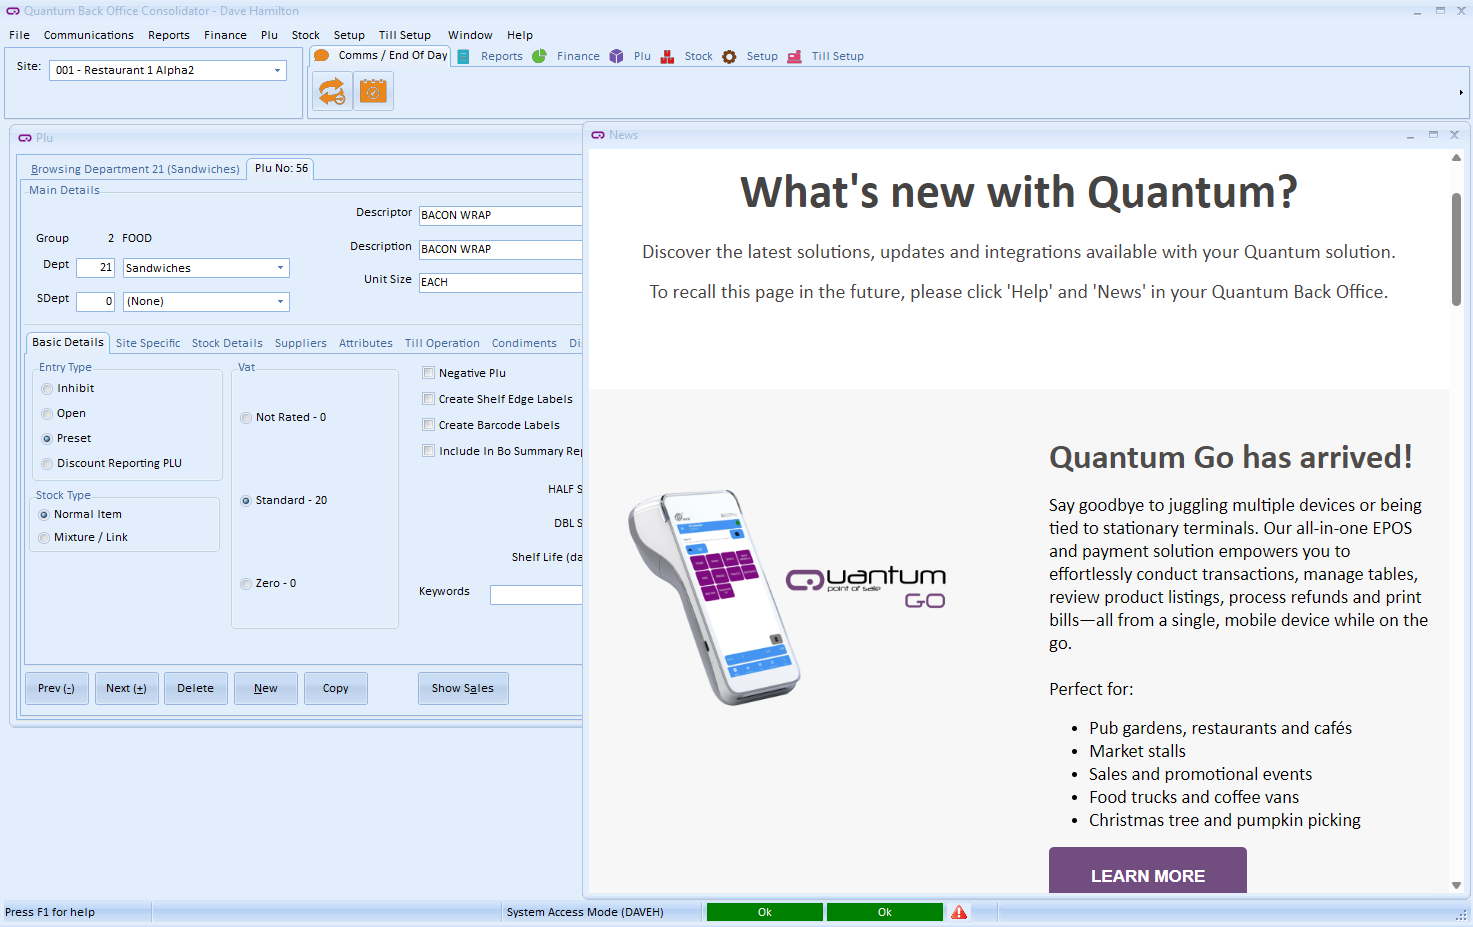 Quantum Back Office Consolidator - Dave Hamilton
File Communications Reports Finance Plu Stock Setup Till Setup Window Help
Site: 001 - Restaurant 1 Alpha2
Comms / End Of Day Reports Finance Plu Stock Setup Till Setup
Plu
Browsing Department 21 (Sandwiches) Plu No: 56
Main Details
Descriptor BACON WRAP
Group 2 FOOD
Description BACON WRAP
Dept 21 Sandwiches
Unit Size EACH
SDept 0 (None)
Basic Details Site Specific Stock Details Suppliers Attributes Till Operation Condiments Di
Entry Type
Inhibit
Open
Preset
Discount Reporting PLU
Stock Type
Normal Item
Mixture / Link
Vat
Not Rated - 0
Standard - 20
Zero - 0
Negative Plu
Create Shelf Edge Labels
Create Barcode Labels
Include In Bo Summary Rep
HALF S
DBL S
Shelf Life (da
Keywords
Prev (-) Next (+) Delete New Copy Show Sales
News
What's new with Quantum?
Discover the latest solutions, updates and integrations available with your Quantum solution.
To recall this page in the future, please click 'Help' and 'News' in your Quantum Back Office.
Quantum
point of sale
GO
Quantum Go has arrived!
Say goodbye to juggling multiple devices or being
tied to stationary terminals. Our all-in-one EPOS
and payment solution empowers you to
effortlessly conduct transactions, manage tables,
review product listings, process refunds and print
bills—all from a single, mobile device while on the
go.
Perfect for:
• Pub gardens, restaurants and cafés
• Market stalls
• Sales and promotional events
• Food trucks and coffee vans
• Christmas tree and pumpkin picking
LEARN MORE
Press F1 for help System Access Mode (DAVEH) Ok Ok